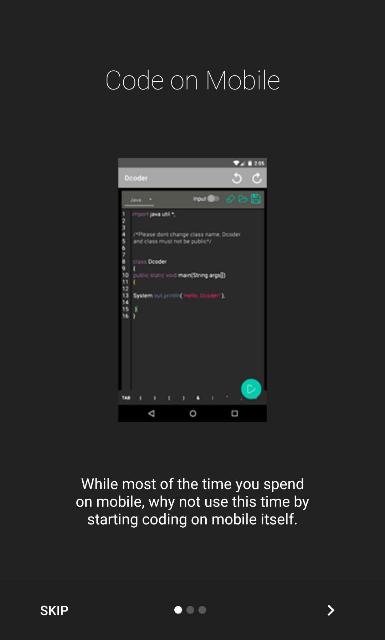 Code on Mobile
2:05
Dcoder
Java
Input
1 import java.util.*;
2
3
4 /*Please dont change class name, Dcoder
5 and class must not be public*/
6
7
8 class Dcoder
9 {
10 public static void main(String args[])
11 {
12
13 System.out.println("Hello, Dcoder!");
14
15 }
16 }
TAB { } [ ] &
While most of the time you spend
on mobile, why not use this time by
starting coding on mobile itself.
SKIP